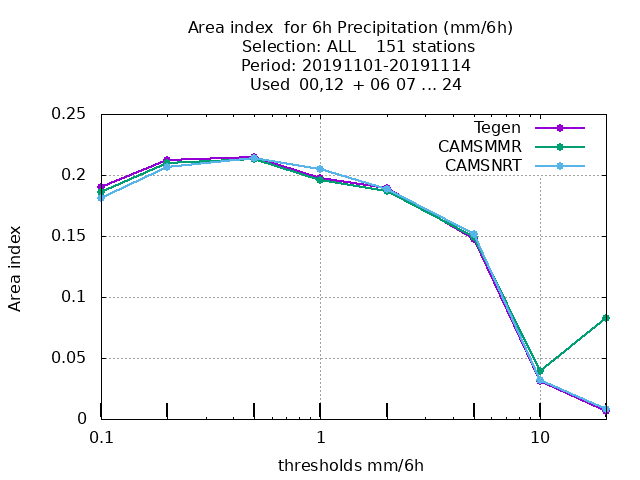 Area index  for 6h Precipitation (mm/6h)
Selection: ALL    151 stations
Period: 20191101-20191114
Used  00,12  + 06 07 ... 24
Tegen
CAMSMMR
CAMSNRT
Area index
0.25
0.2
0.15
0.1
0.05
0
0.1
1
10
thresholds mm/6h